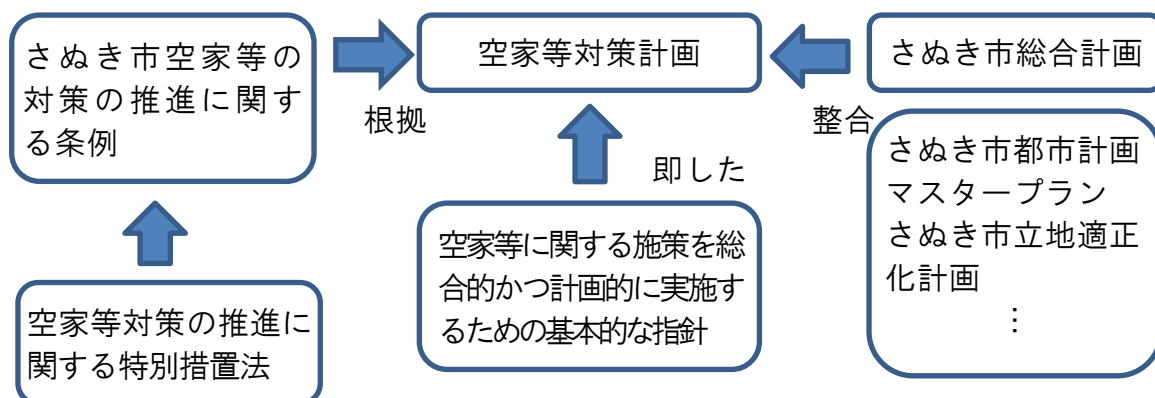 さぬき市空家等の
対策の推進に関す
る条例
根拠
空家等対策計画
整合
さぬき市総合計画
さぬき市都市計画
マスタープラン
さぬき市立地適正
化計画
⋮
即した
空家等に関する施策を総
合的かつ計画的に実施す
るための基本的な指針
空家等対策の推進に
関する特別措置法